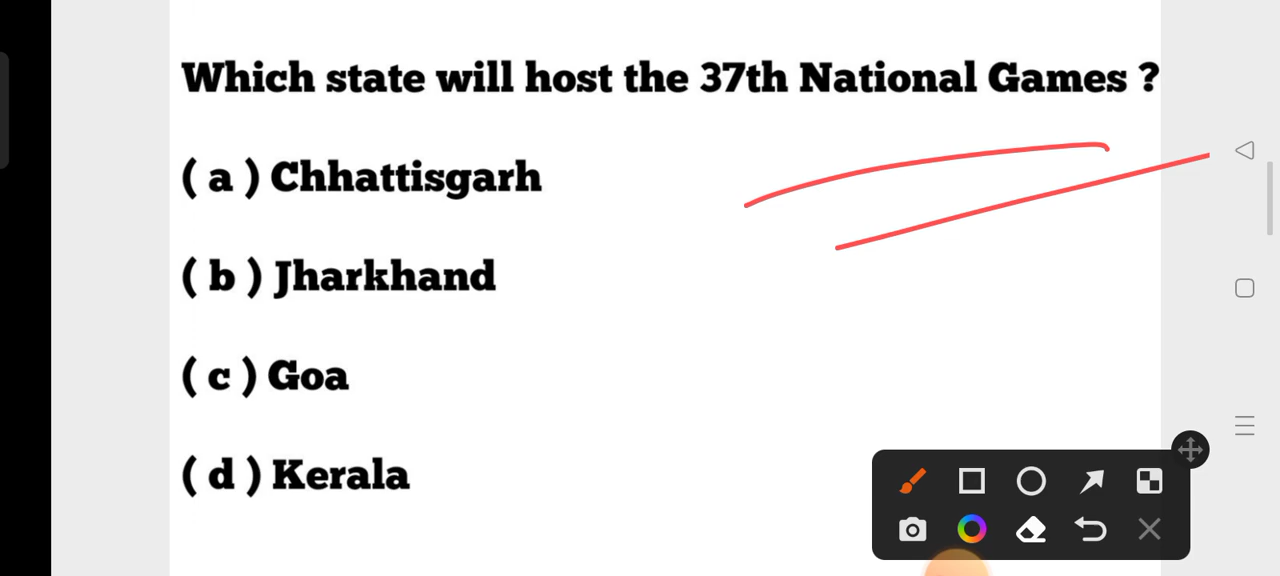 Which state will host the 37th National Games ?
( a ) Chhattisgarh
( b ) Jharkhand
( c ) Goa
( d ) Kerala